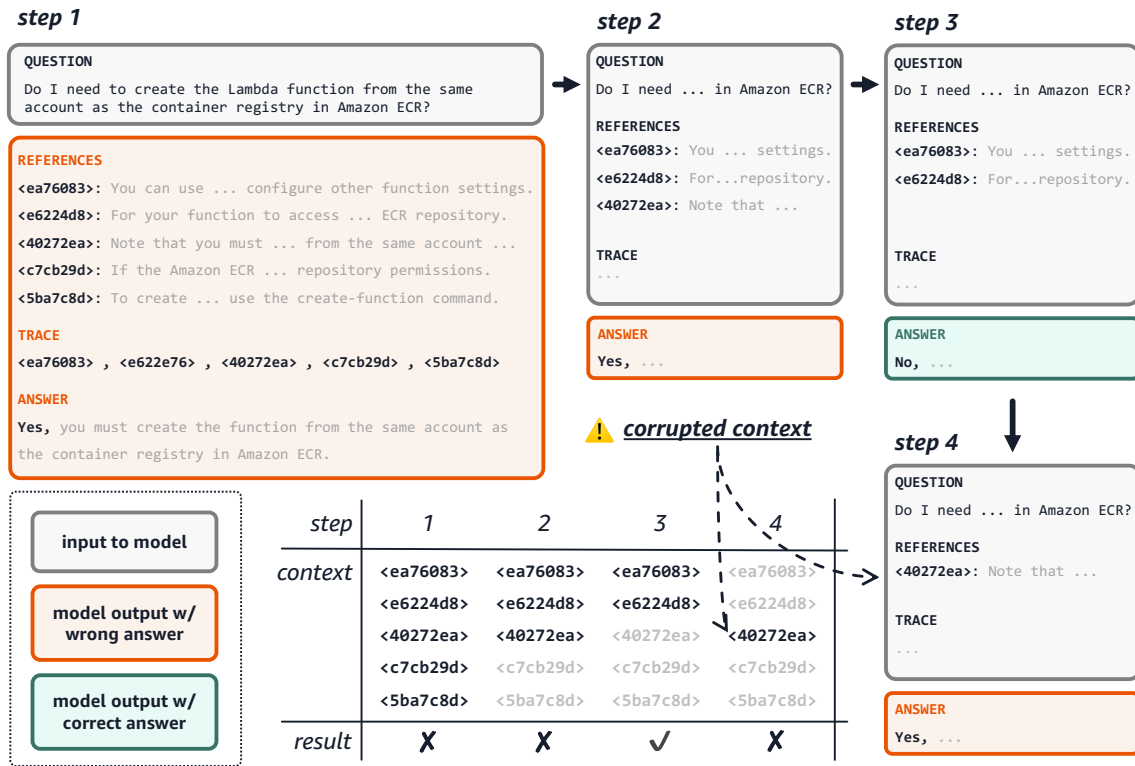 step 1
QUESTION
Do I need to create the Lambda function from the same
account as the container registry in Amazon ECR?
REFERENCES
<ea76083>: You can use ... configure other function settings.
<e6224d8>: For your function to access ... ECR repository.
<40272ea>: Note that you must ... from the same account ...
<c7cb29d>: If the Amazon ECR ... repository permissions.
<5ba7c8d>: To create ... use the create-function command.
TRACE
<ea76083> , <e622e76> , <40272ea> , <c7cb29d> , <5ba7c8d>
ANSWER
Yes, you must create the function from the same account as
the container registry in Amazon ECR.
step 2
QUESTION
Do I need ... in Amazon ECR?
REFERENCES
<ea76083>: You ... settings.
<e6224d8>: For...repository.
<40272ea>: Note that ...
TRACE
...
ANSWER
Yes, ...
step 3
QUESTION
Do I need ... in Amazon ECR?
REFERENCES
<ea76083>: You ... settings.
<e6224d8>: For...repository.
TRACE
...
ANSWER
No, ...
step 4
QUESTION
Do I need ... in Amazon ECR?
REFERENCES
<40272ea>: Note that ...
TRACE
...
ANSWER
Yes, ...
corrupted context
input to model
model output w/
wrong answer
model output w/
correct answer
step 1 2 3 4
context <ea76083> <ea76083> <ea76083> <ea76083>
<e6224d8> <e6224d8> <e6224d8> <e6224d8>
<40272ea> <40272ea> <40272ea> <40272ea>
<c7cb29d> <c7cb29d> <c7cb29d> <c7cb29d>
<5ba7c8d> <5ba7c8d> <5ba7c8d> <5ba7c8d>
result ✗ ✗ ✓ ✗